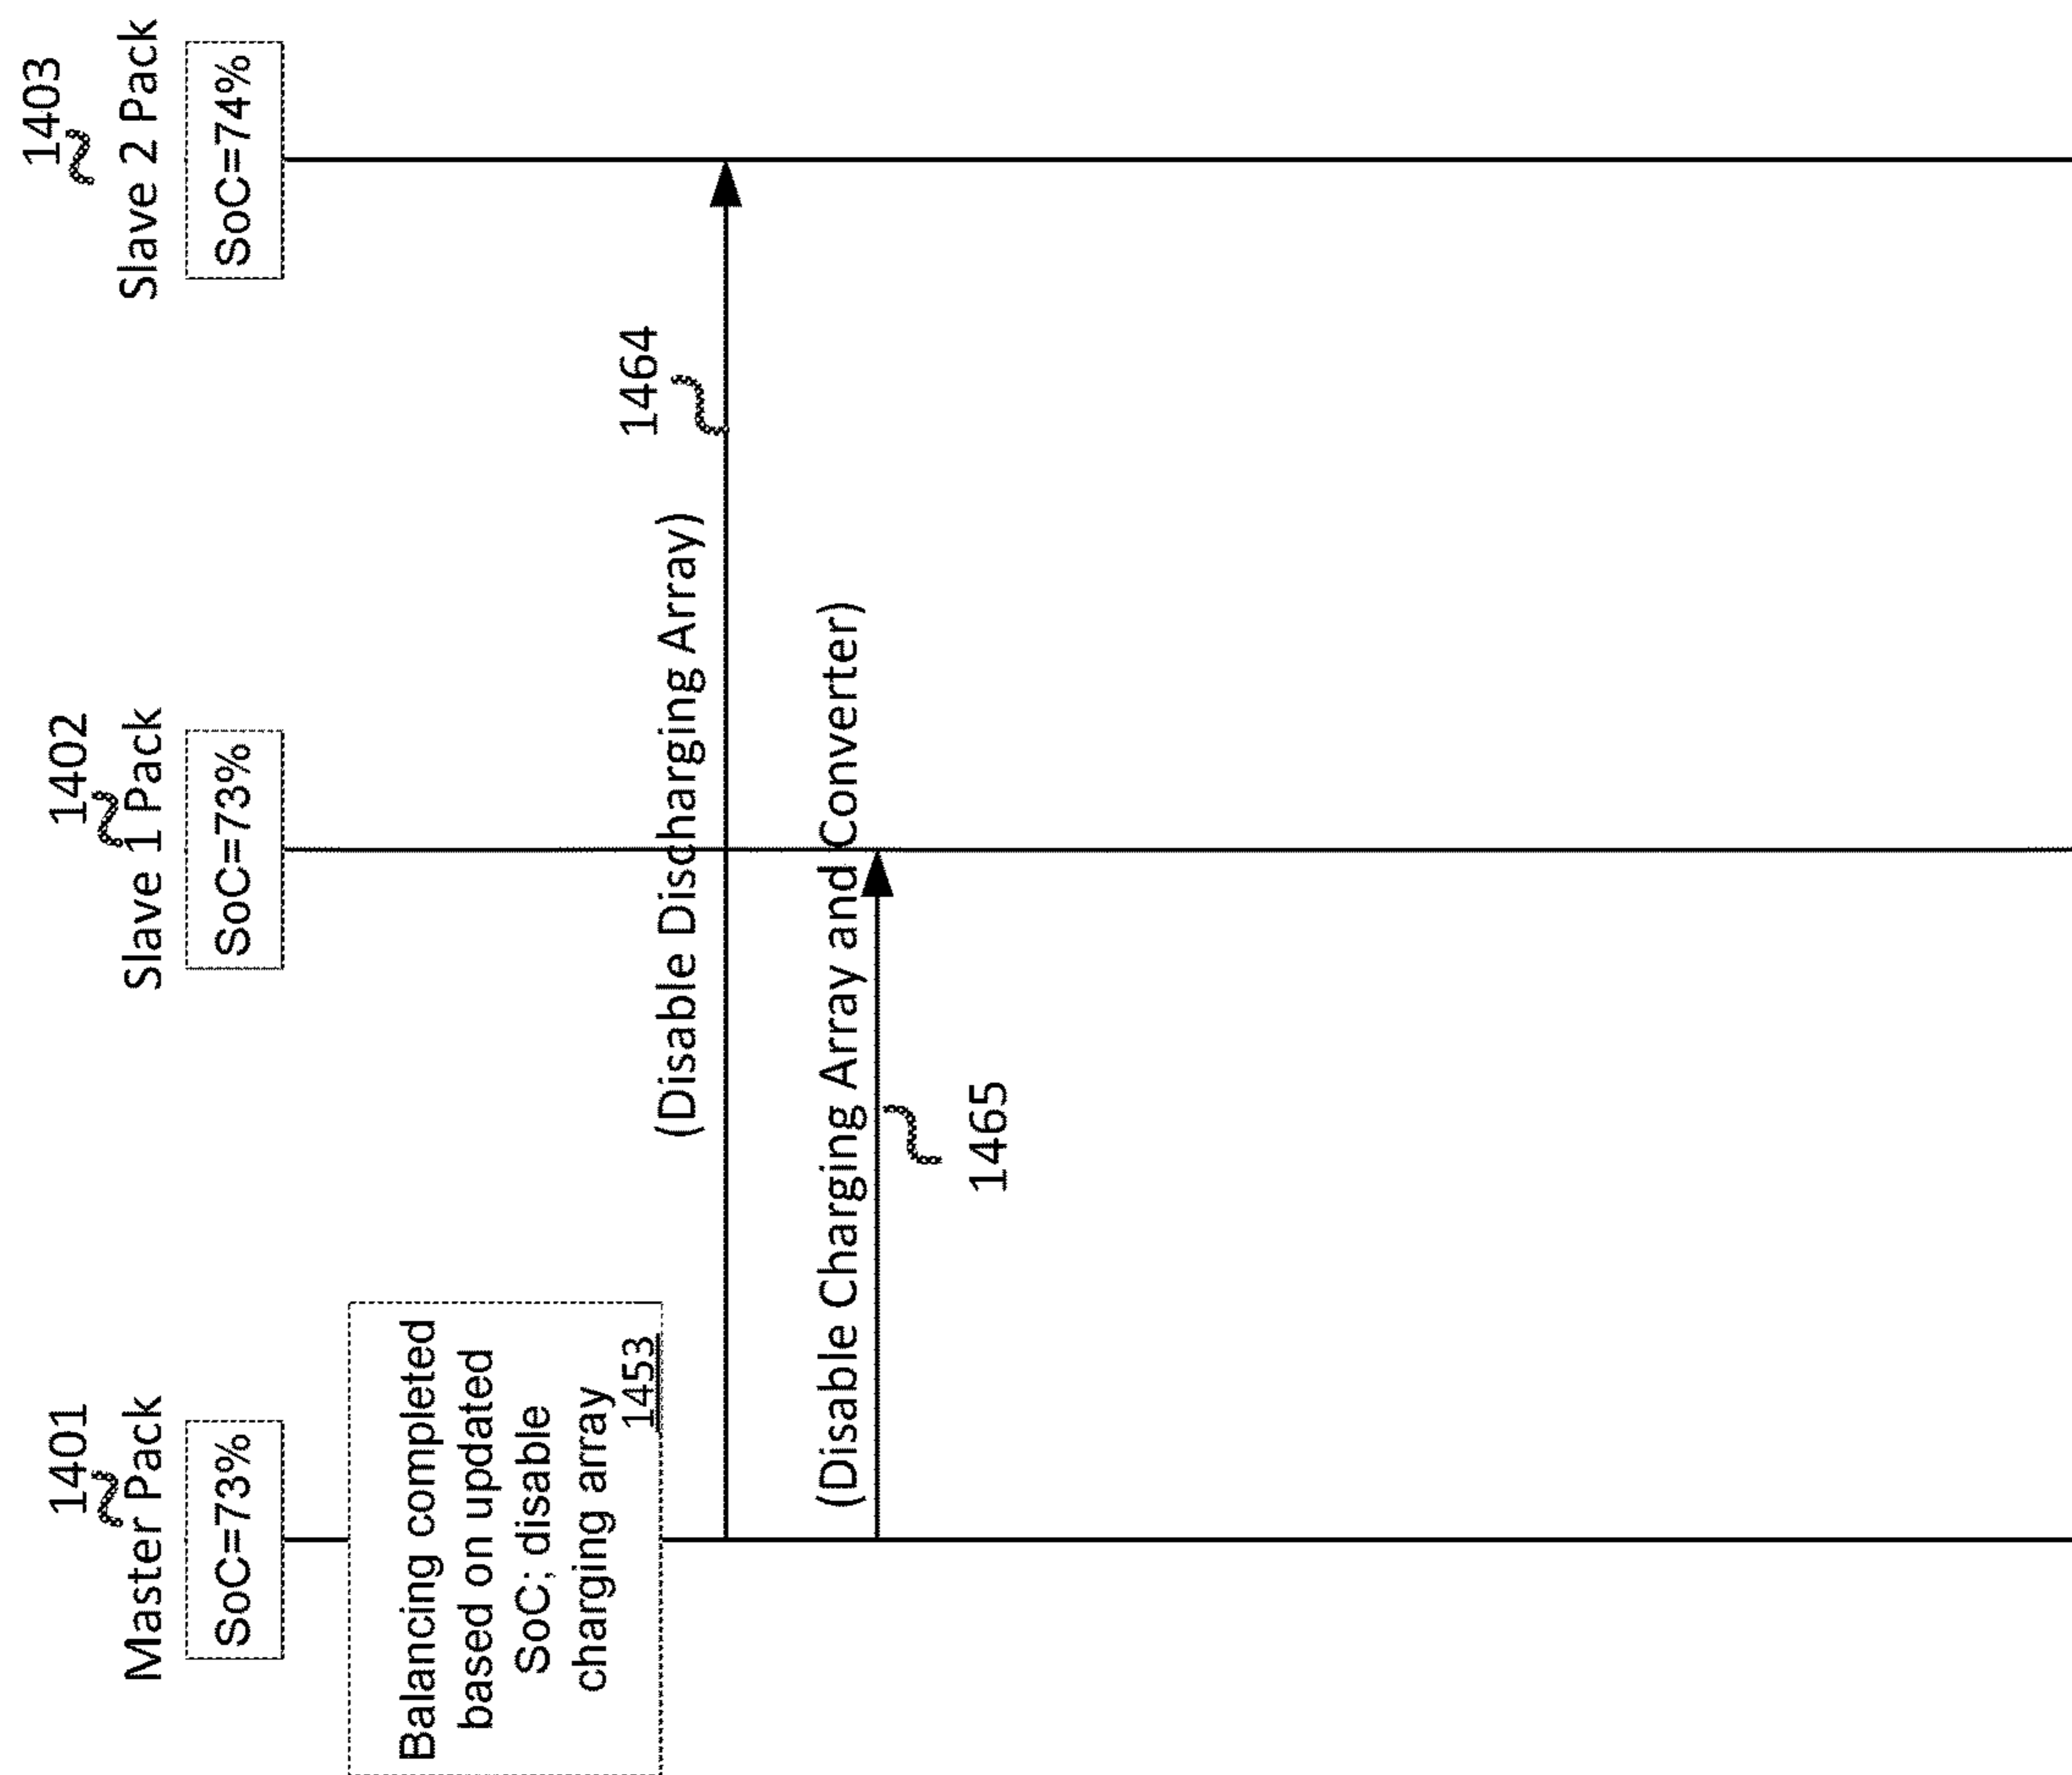 1401
Master Pack
SoC=73%
1402
Slave 1 Pack
SoC=73%
1403
Slave 2 Pack
SoC=74%
Balancing completed
based on updated
SoC; disable
charging array
1453
(Disable Discharging Array)
1464
(Disable Charging Array and Converter)
1465